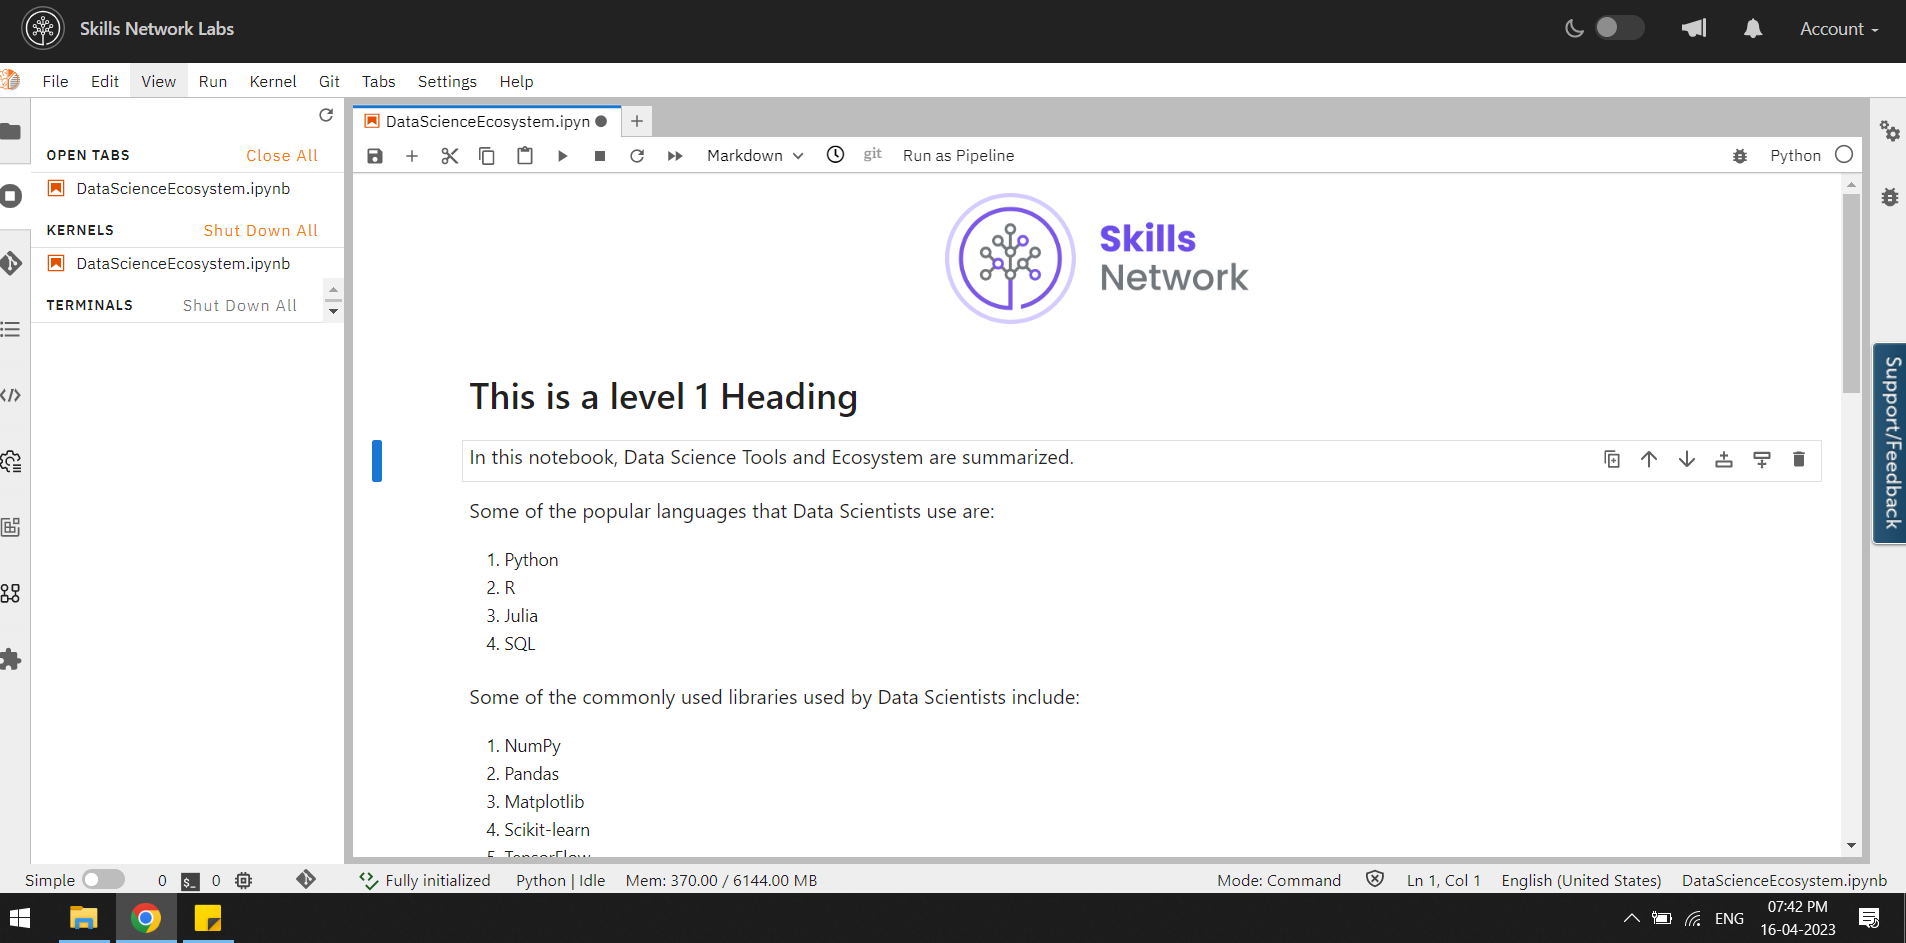 Skills Network Labs
Account
File Edit View Run Kernel Git Tabs Settings Help
OPEN TABS Close All
DataScienceEcosystem.ipynb
KERNELS Shut Down All
DataScienceEcosystem.ipynb
TERMINALS Shut Down All
DataScienceEcosystem.ipyn
Markdown git Run as Pipeline Python
Skills
Network
This is a level 1 Heading
In this notebook, Data Science Tools and Ecosystem are summarized.
Some of the popular languages that Data Scientists use are:
1. Python
2. R
3. Julia
4. SQL
Some of the commonly used libraries used by Data Scientists include:
1. NumPy
2. Pandas
3. Matplotlib
4. Scikit-learn
5. TensorFlow
Support/Feedback
Simple 0 $_ 0 Fully initialized Python | Idle Mem: 370.00 / 6144.00 MB Mode: Command Ln 1, Col 1 English (United States) DataScienceEcosystem.ipynb
ENG
07:42 PM
16-04-2023